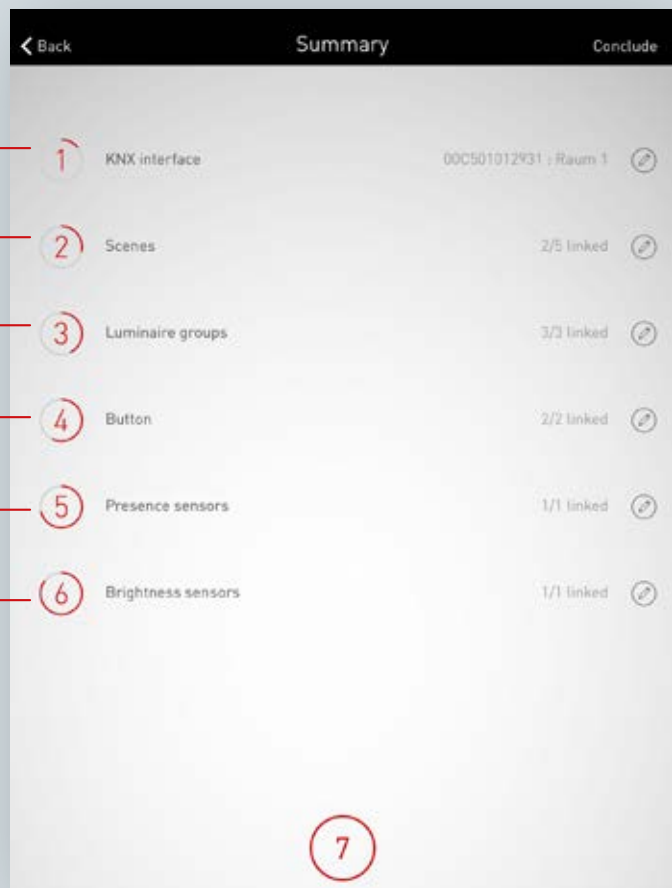 Back Summary Conclude
1 KNX interface 00C501012931 : Raum 1
2 Scenes 2/5 linked
3 Luminaire groups 3/3 linked
4 Button 2/2 linked
5 Presence sensors 1/1 linked
6 Brightness sensors 1/1 linked
7